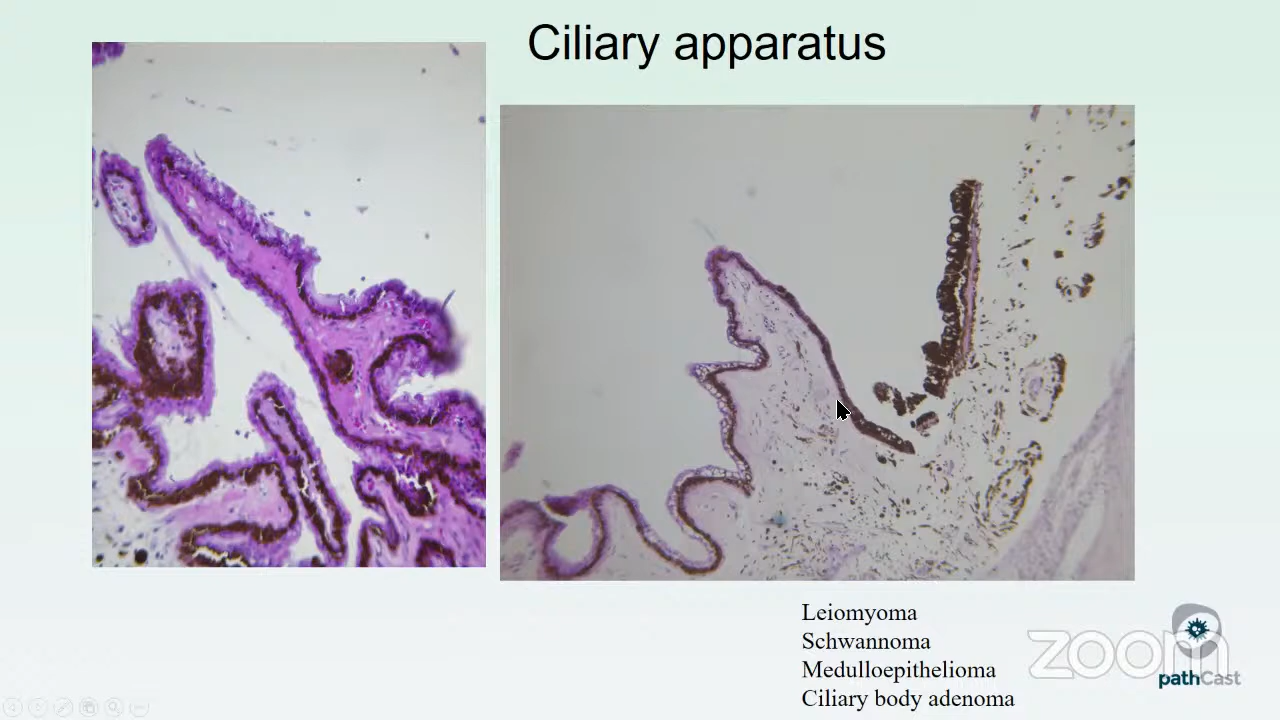 Ciliary apparatus
Leiomyoma
Schwannoma
Medulloepithelioma
Ciliary body adenoma
zoom
pathCast